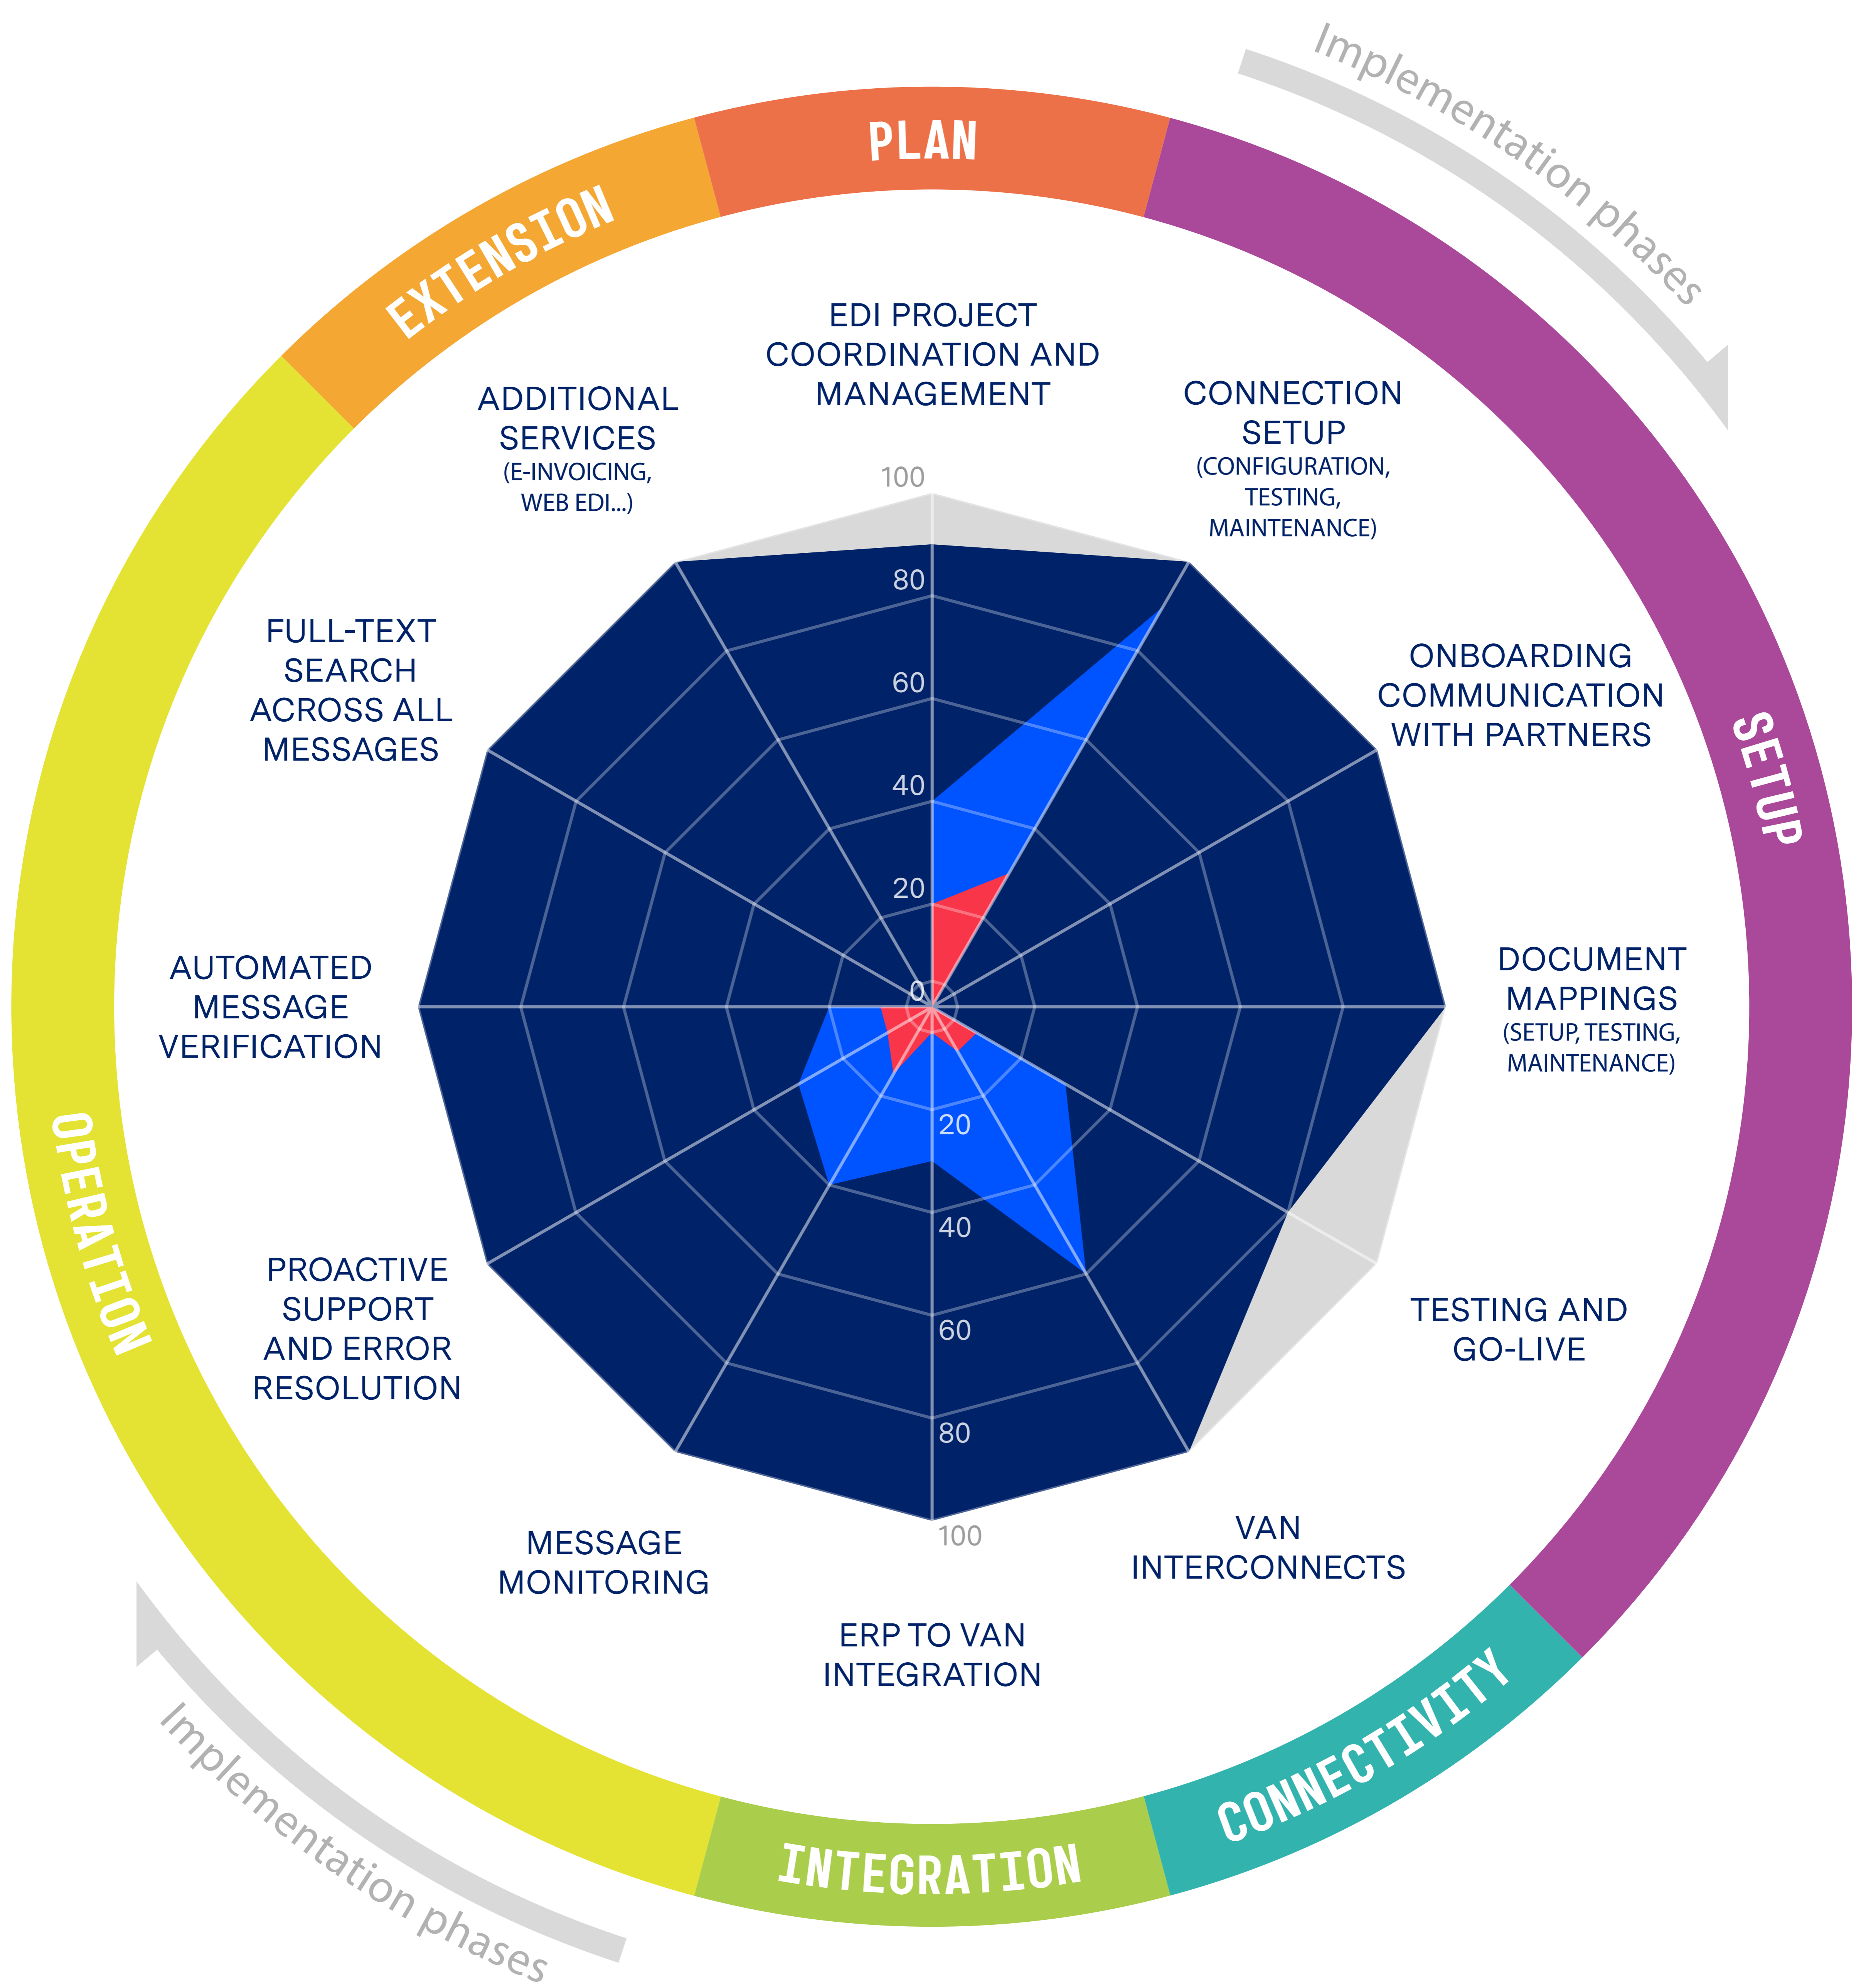 Implementation phases
PLAN
EXTENSION
SETUP
OPERATION
INTEGRATION
CONNECTIVITY
EDI PROJECT
COORDINATION AND
MANAGEMENT
CONNECTION
SETUP
(CONFIGURATION,
TESTING,
MAINTENANCE)
ONBOARDING
COMMUNICATION
WITH PARTNERS
DOCUMENT
MAPPINGS
(SETUP, TESTING,
MAINTENANCE)
TESTING AND
GO-LIVE
VAN
INTERCONNECTS
ERP TO VAN
INTEGRATION
MESSAGE
MONITORING
PROACTIVE
SUPPORT
AND ERROR
RESOLUTION
AUTOMATED
MESSAGE
VERIFICATION
FULL-TEXT
SEARCH
ACROSS ALL
MESSAGES
ADDITIONAL
SERVICES
(E-INVOICING,
WEB EDI...)
100
80
60
40
20
0
20
40
60
80
100
Implementation phases